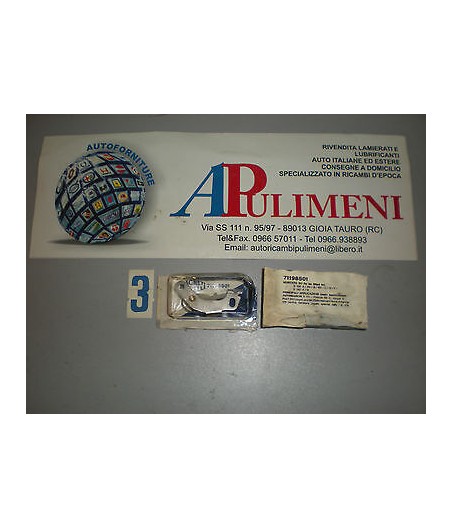 AUTOFORNITURE
RIVENDITA LAMIERATI E
LUBRIFICANTI
AUTO ITALIANE ED ESTERE
CONSEGNE A DOMICILIO
SPECIALIZZATO IN RICAMBI D'EPOCA
APULIMENI
Via SS 111 n. 95/97 - 89013 GIOIA TAURO (RC)
Tel&Fax. 0966 57011 - Tel 0966.938893
Email: autoricambipulimeni@libero.it
3
71198501
71198501